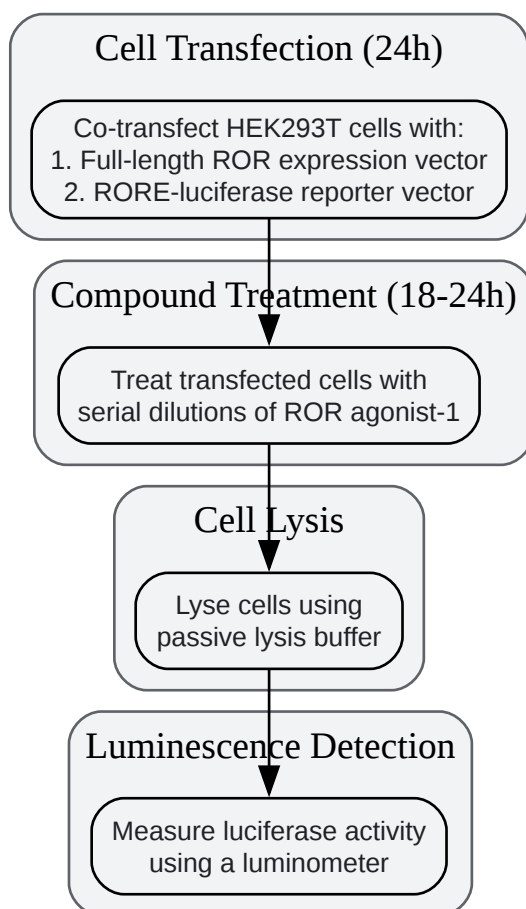 Cell Transfection (24h)
Co-transfect HEK293T cells with:
1. Full-length ROR expression vector
2. RORE-luciferase reporter vector
Compound Treatment (18-24h)
Treat transfected cells with
serial dilutions of ROR agonist-1
Cell Lysis
Lyse cells using
passive lysis buffer
Luminescence Detection
Measure luciferase activity
using a luminometer